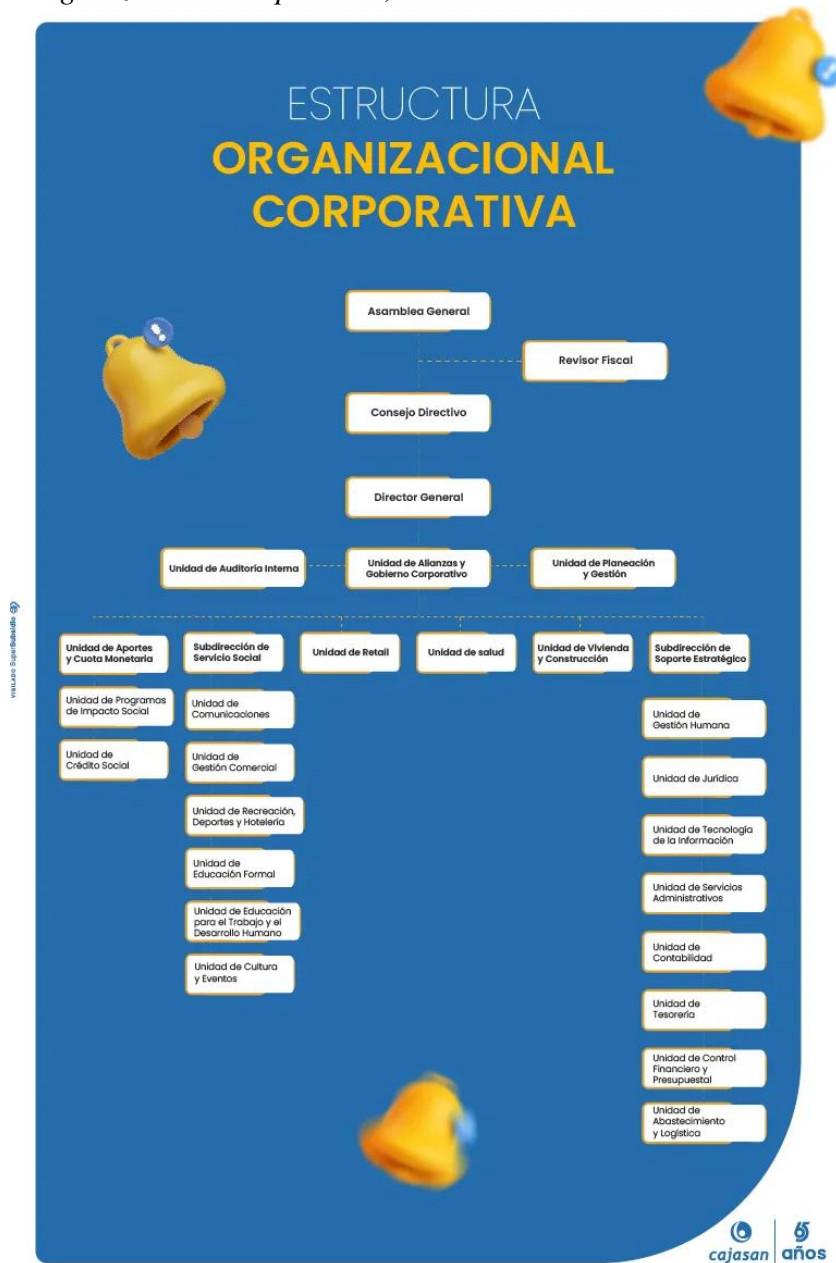 ESTRUCTURA
ORGANIZACIONAL
CORPORATIVA
Asamblea General
Revisor Fiscal
Consejo Directivo
Director General
Unidad de Auditoría Interna
Unidad de Alianzas y
Gobierno Corporativo
Unidad de Planeación
y Gestión
Unidad de Aportes
y Cuota Monetaria
Subdirección de
Servicio Social
Unidad de Retail
Unidad de salud
Unidad de Vivienda
y Construcción
Subdirección de
Soporte Estratégico
Unidad de Programas
de Impacto Social
Unidad de
Crédito Social
Unidad de
Comunicaciones
Unidad de
Gestión Comercial
Unidad de Recreación,
Deportes y Hotelería
Unidad de
Educación Formal
Unidad de Educación
para el Trabajo y el
Desarrollo Humano
Unidad de Cultura
y Eventos
Unidad de
Gestión Humana
Unidad de Jurídica
Unidad de Tecnología
de la Información
Unidad de Servicios
Administrativos
Unidad de
Contabilidad
Unidad de
Tesorería
Unidad de Control
Financiero y
Presupuestal
Unidad de
Abastecimiento
y Logística
VIGILADO SuperSubsidio
cajasan
65
años